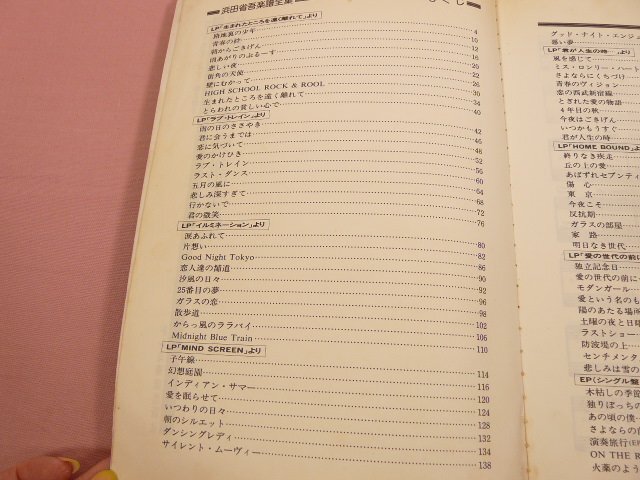 浜田省吾楽譜全集
くじ
LP「生まれたところを遠く離れて」より
路地裏の少年 4
青春の絆 10
朝からごきげん 12
雨あがりのぶるーす 16
悲しい夜 20
街角の天使 22
壁にむかって 26
HIGH SCHOOL ROCK & ROOL 30
生まれたところを遠く離れて 34
とらわれの貧しい心で 40
LP「ラブ・トレイン」より
雨の日のささやき 42
君に会うまでは 46
恋に気づいて 48
愛のかけひき 52
ラブ・トレイン 56
ラスト・ダンス 60
五月の風に 64
悲しみ深すぎて 68
行かないで 72
君の微笑 76
LP「イルミネーション」より
涙あふれて 80
片想い 82
Good Night Tokyo 86
恋人達の舗道 90
汐風の日々 92
25番目の夢 96
ガラスの恋 98
散歩道 102
からっ風のララバイ 106
Midnight Blue Train 110
LP「MIND SCREEN」より
子午線 114
幻想庭園 116
インディアン・サマー 120
愛を眠らせて 124
いつわりの日々 128
朝のシルエット 132
ダンシングレディ 134
サイレント・ムーヴィー 138
グッド・ナイト・エンジェ
悪い夢
LP「君が人生の時…」より
風を感じて
ミス・ロンリー・ハート
さよならにくちづけ
青春のヴィジョン
恋の西武新宿線
とぎれた愛の物語
4年目の秋
今夜はごきげん
いつかもうすぐ
君が人生の時
LP「HOME BOUND」よ
終りなき疾走
丘の上の愛
あばずれセブンティ
傷心
東京
今夜こそ
反抗期
ガラスの部屋
家路
明日なき世代
LP「愛の世代の前に
独立記念日
愛の世代の前に
モダンガール
愛という名のも
陽のあたる場所
土曜の夜と日曜
ラストショー
防波堤の上
センチメンタ
悲しみは雪の
EP(シングル盤
木枯しの季節
独りぼっちの
あの頃の僕
さよならの前
演奏旅行(EP
ON THE R
火薬のよう